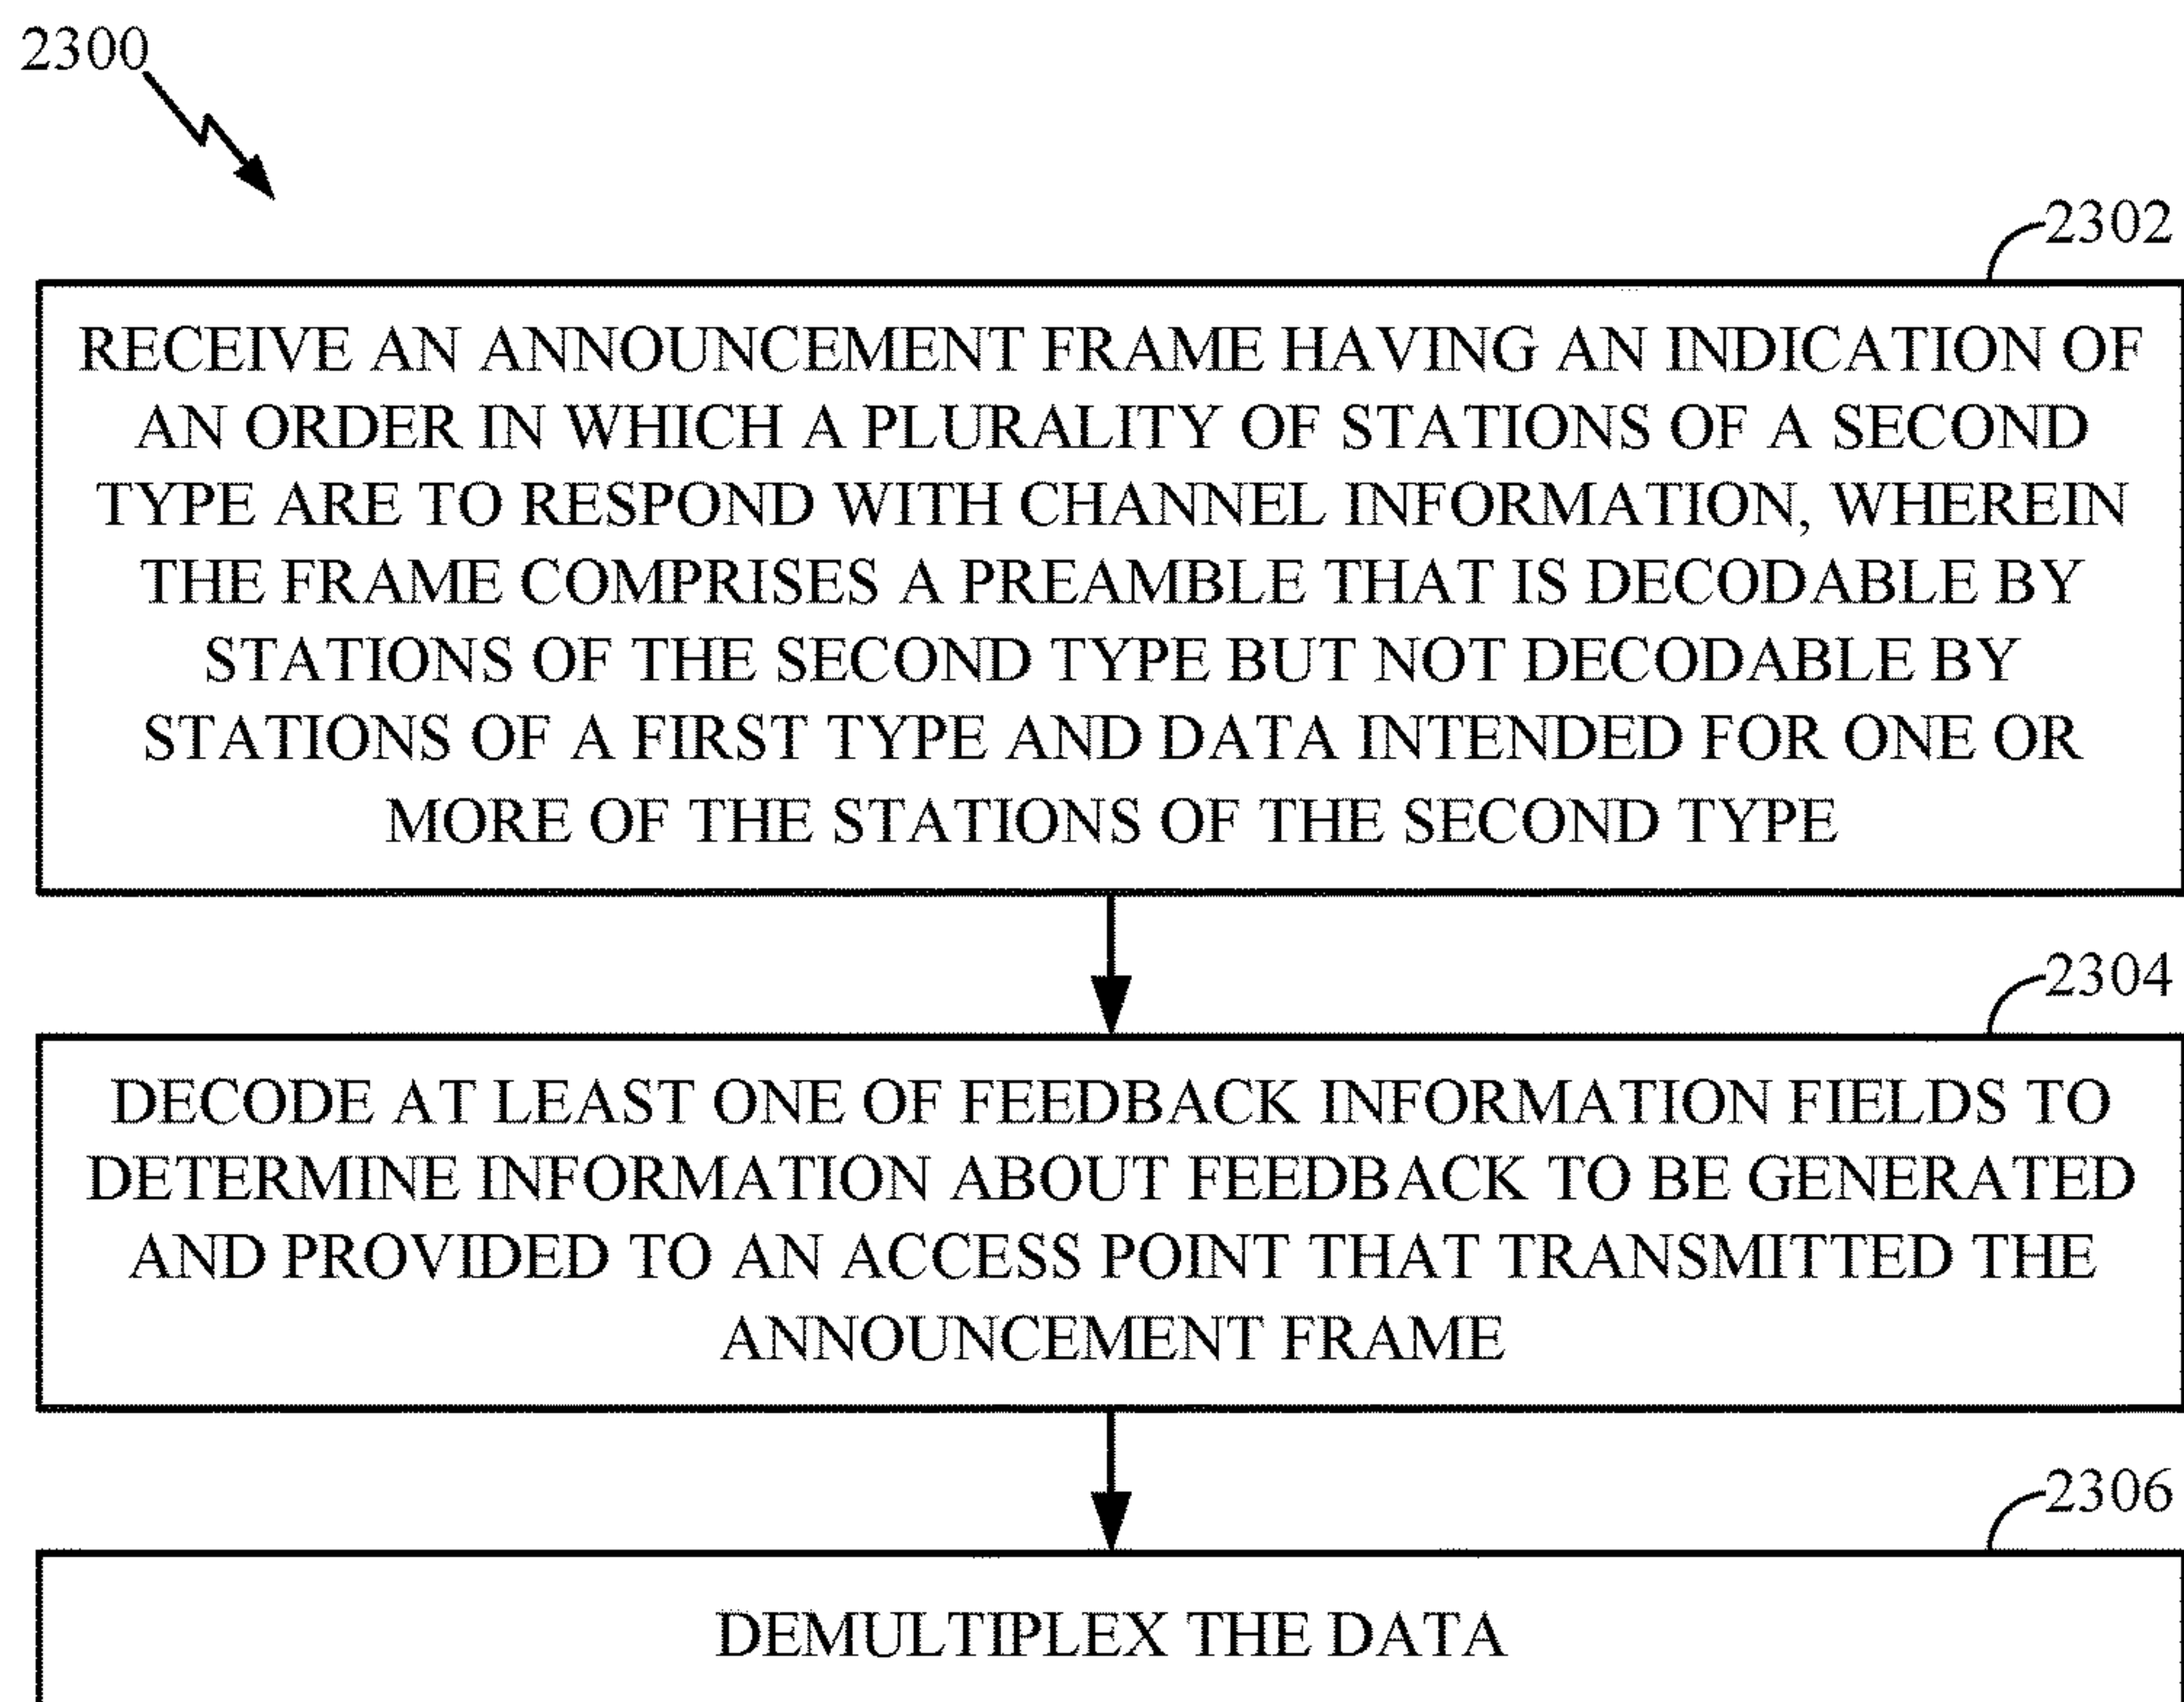 2300
2302
RECEIVE AN ANNOUNCEMENT FRAME HAVING AN INDICATION OF
AN ORDER IN WHICH A PLURALITY OF STATIONS OF A SECOND
TYPE ARE TO RESPOND WITH CHANNEL INFORMATION, WHEREIN
THE FRAME COMPRISES A PREAMBLE THAT IS DECODABLE BY
STATIONS OF THE SECOND TYPE BUT NOT DECODABLE BY
STATIONS OF A FIRST TYPE AND DATA INTENDED FOR ONE OR
MORE OF THE STATIONS OF THE SECOND TYPE
2304
DECODE AT LEAST ONE OF FEEDBACK INFORMATION FIELDS TO
DETERMINE INFORMATION ABOUT FEEDBACK TO BE GENERATED
AND PROVIDED TO AN ACCESS POINT THAT TRANSMITTED THE
ANNOUNCEMENT FRAME
2306
DEMULTIPLEX THE DATA